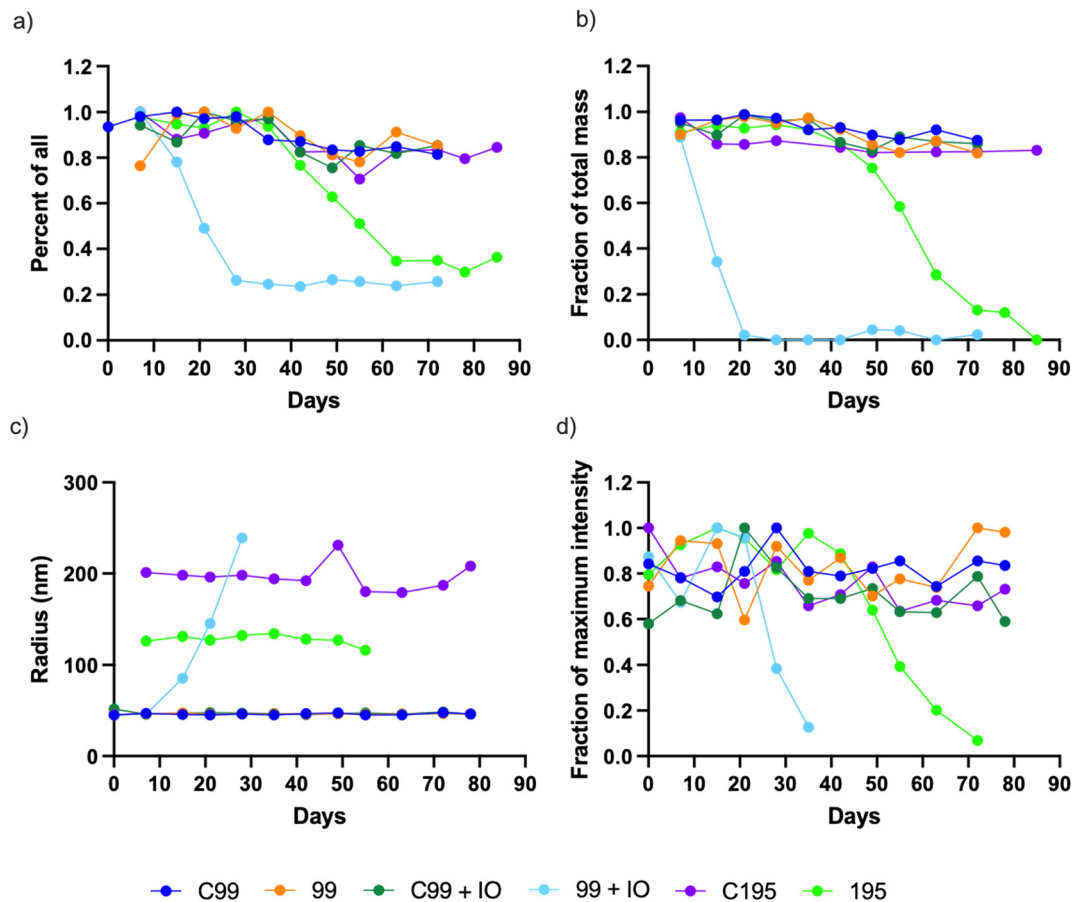 a)
1.2
1.0
0.8
0.6
0.4
0.2
0.0
Percent of all
0 10 20 30 40 50 60 70 80 90
Days
b)
1.2
1.0
0.8
0.6
0.4
0.2
0.0
Fraction of total mass
0 10 20 30 40 50 60 70 80 90
Days
c)
300
200
100
0
Radius (nm)
0 10 20 30 40 50 60 70 80 90
Days
d)
1.2
1.0
0.8
0.6
0.4
0.2
0.0
Fraction of maximum intensity
0 10 20 30 40 50 60 70 80 90
Days
C99 99 C99 + IO 99 + IO C195 195